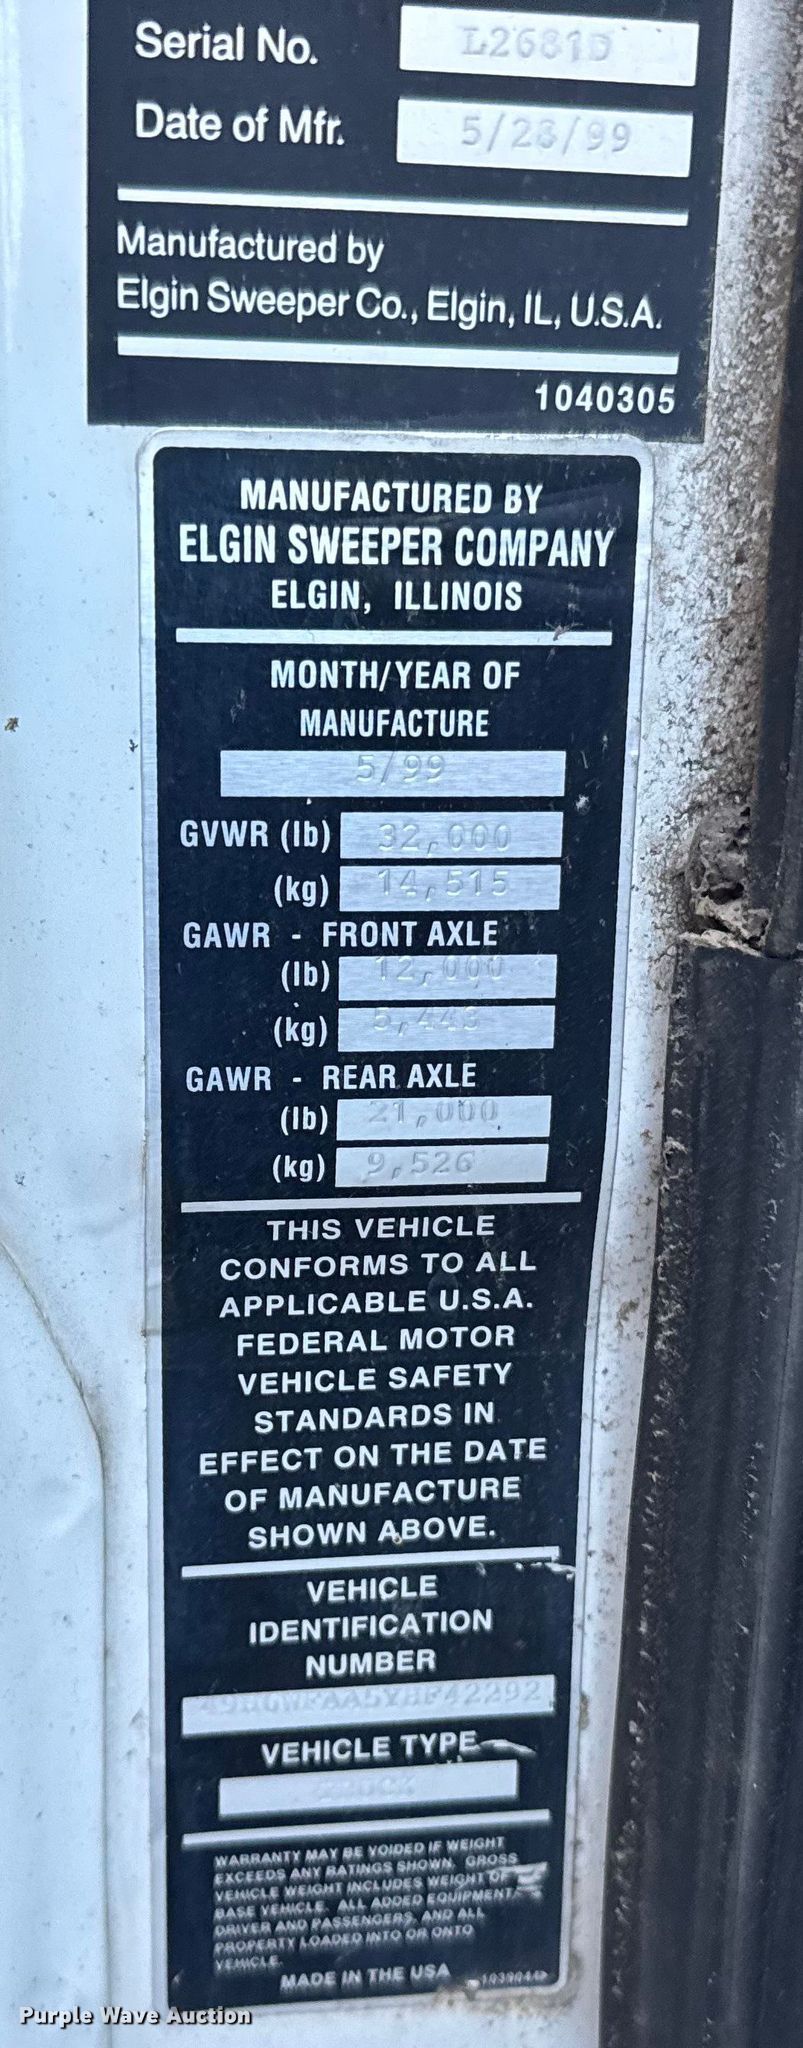 Serial No. L2681D
Date of Mfr. 5/28/99
Manufactured by
Elgin Sweeper Co., Elgin, IL, U.S.A.
1040305
MANUFACTURED BY
ELGIN SWEEPER COMPANY
ELGIN, ILLINOIS
MONTH/YEAR OF
MANUFACTURE
5/99
GVWR (lb) 32,000
(kg) 14,515
GAWR - FRONT AXLE
(lb) 12,000
(kg) 5,443
GAWR - REAR AXLE
(lb) 21,000
(kg) 9,526
THIS VEHICLE
CONFORMS TO ALL
APPLICABLE U.S.A.
FEDERAL MOTOR
VEHICLE SAFETY
STANDARDS IN
EFFECT ON THE DATE
OF MANUFACTURE
SHOWN ABOVE.
VEHICLE
IDENTIFICATION
NUMBER
VEHICLE TYPE
TRUCK
WARRANTY MAY BE VOIDED IF WEIGHT
EXCEEDS ANY RATINGS SHOWN. GROSS
VEHICLE WEIGHT INCLUDES WEIGHT OF
BASE VEHICLE, ALL ADDED EQUIPMENT,
DRIVER AND PASSENGERS, AND ALL
PROPERTY LOADED INTO OR ONTO
VEHICLE.
MADE IN THE USA
Purple Wave Auction